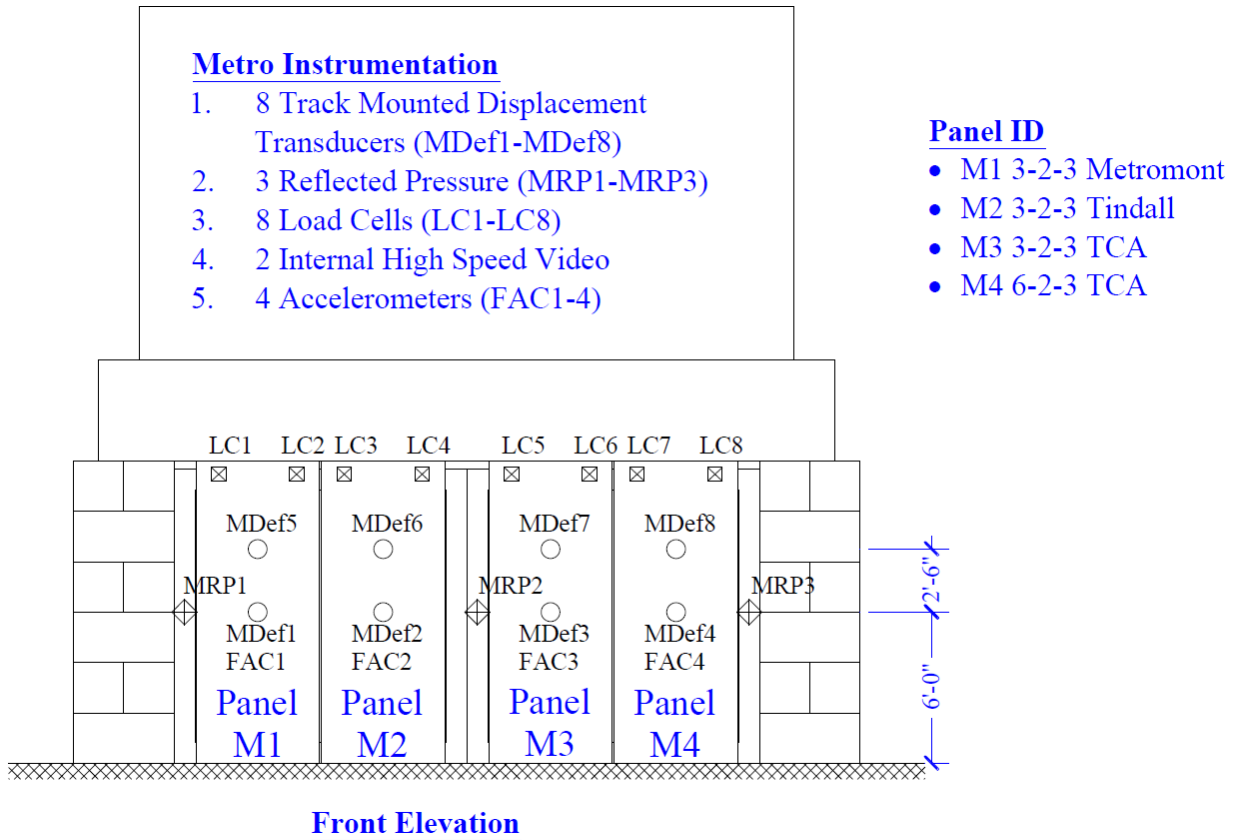 Metro Instrumentation
1. 8 Track Mounted Displacement
Transducers (MDef1-MDef8)
2. 3 Reflected Pressure (MRP1-MRP3)
3. 8 Load Cells (LC1-LC8)
4. 2 Internal High Speed Video
5. 4 Accelerometers (FAC1-4)
Panel ID
• M1 3-2-3 Metromont
• M2 3-2-3 Tindall
• M3 3-2-3 TCA
• M4 6-2-3 TCA
LC1 LC2 LC3 LC4 LC5 LC6 LC7 LC8
MDef5 MDef6 MDef7 MDef8
2'-6"
MRP1 MRP2 MRP3
MDef1 MDef2 MDef3 MDef4
FAC1 FAC2 FAC3 FAC4
6'-0"
Panel Panel Panel Panel
M1 M2 M3 M4
Front Elevation